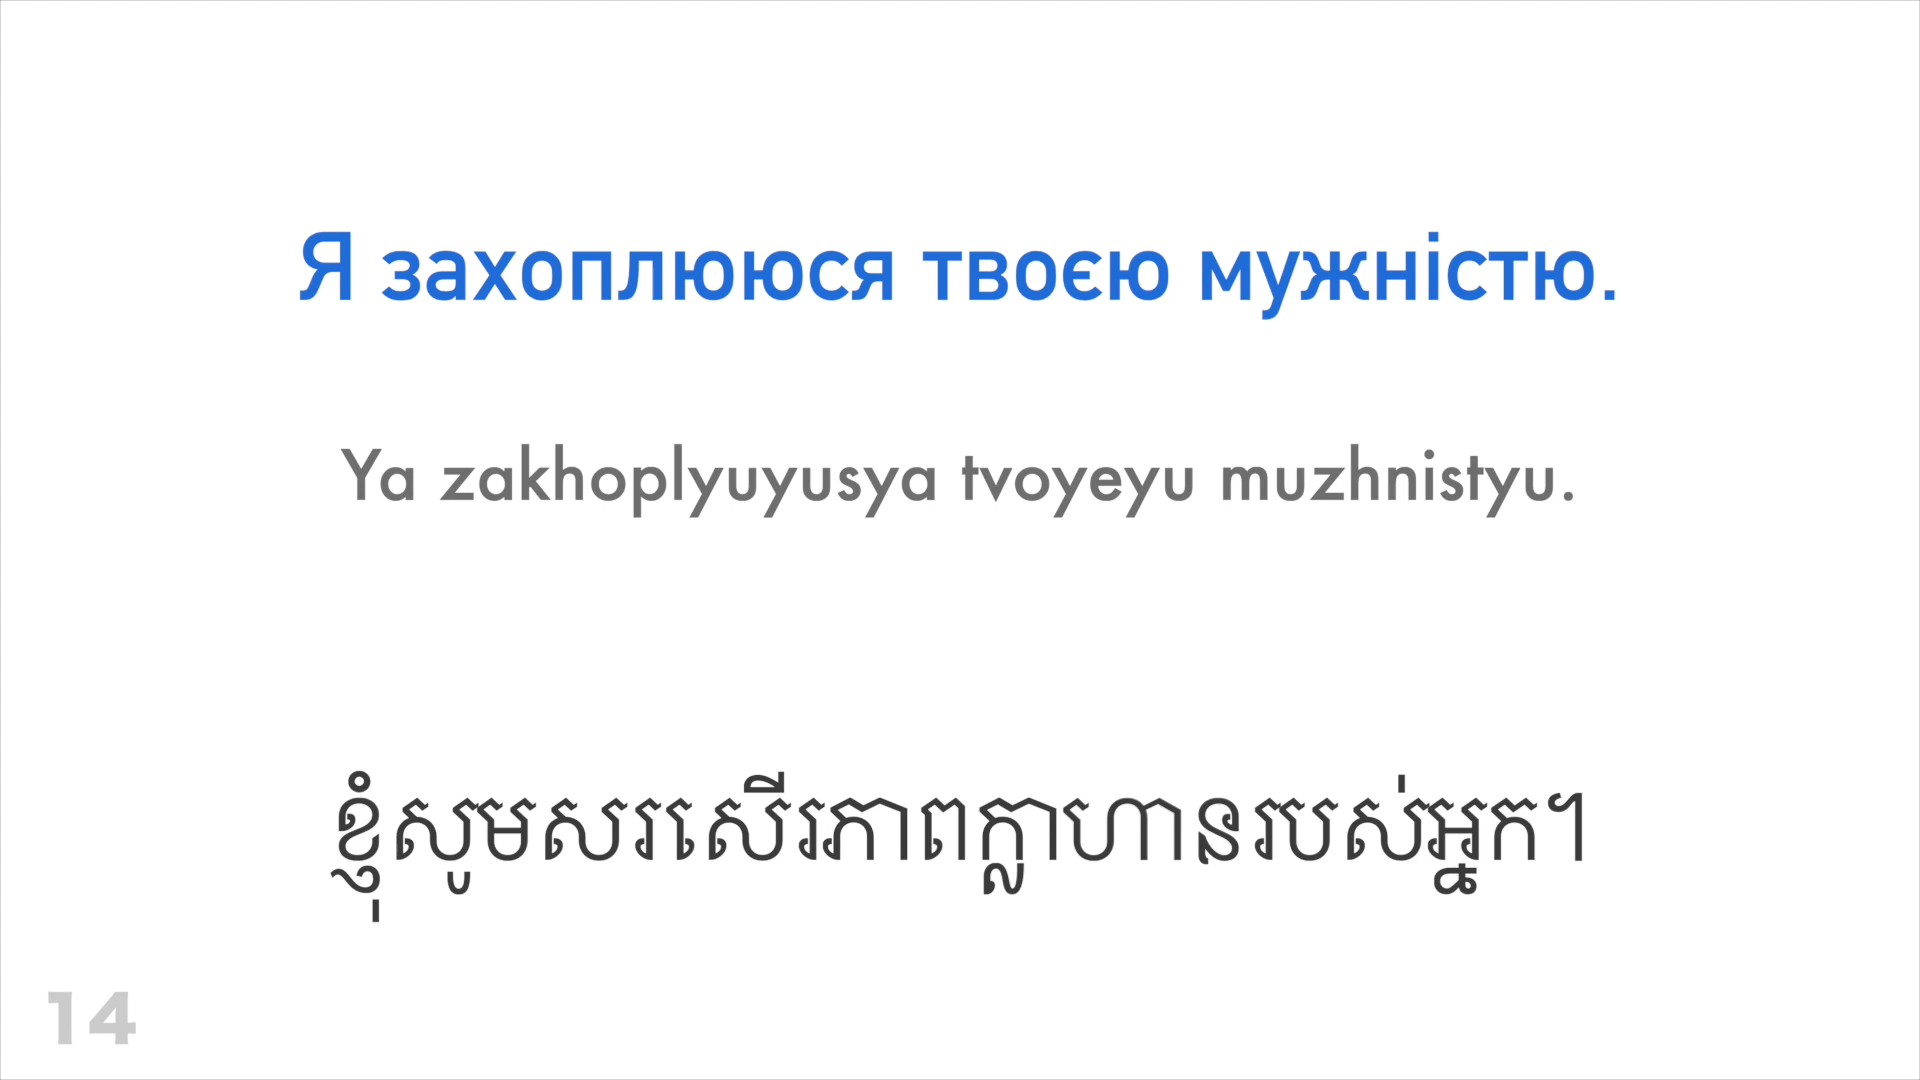 Я захоплююся твоєю мужністю.
Ya zakhoplyuyusya tvoyeyu muzhnistyu.
ខ្ញុំសូមសរសើរភាពក្លាហានរបស់អ្នក។
14